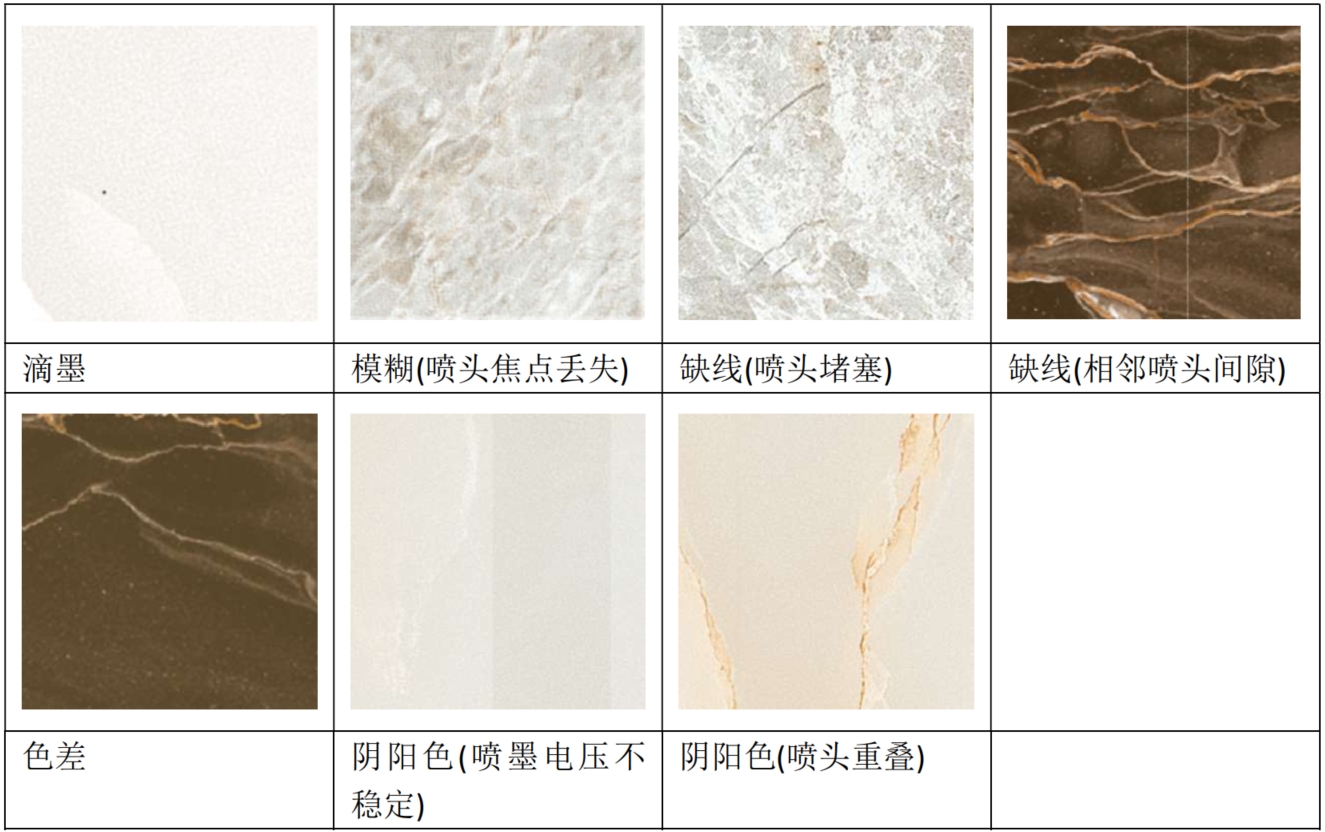 滴墨
模糊(喷头焦点丢失)
缺线(喷头堵塞)
缺线(相邻喷头间隙)
色差
阴阳色(喷墨电压不
稳定)
阴阳色(喷头重叠)